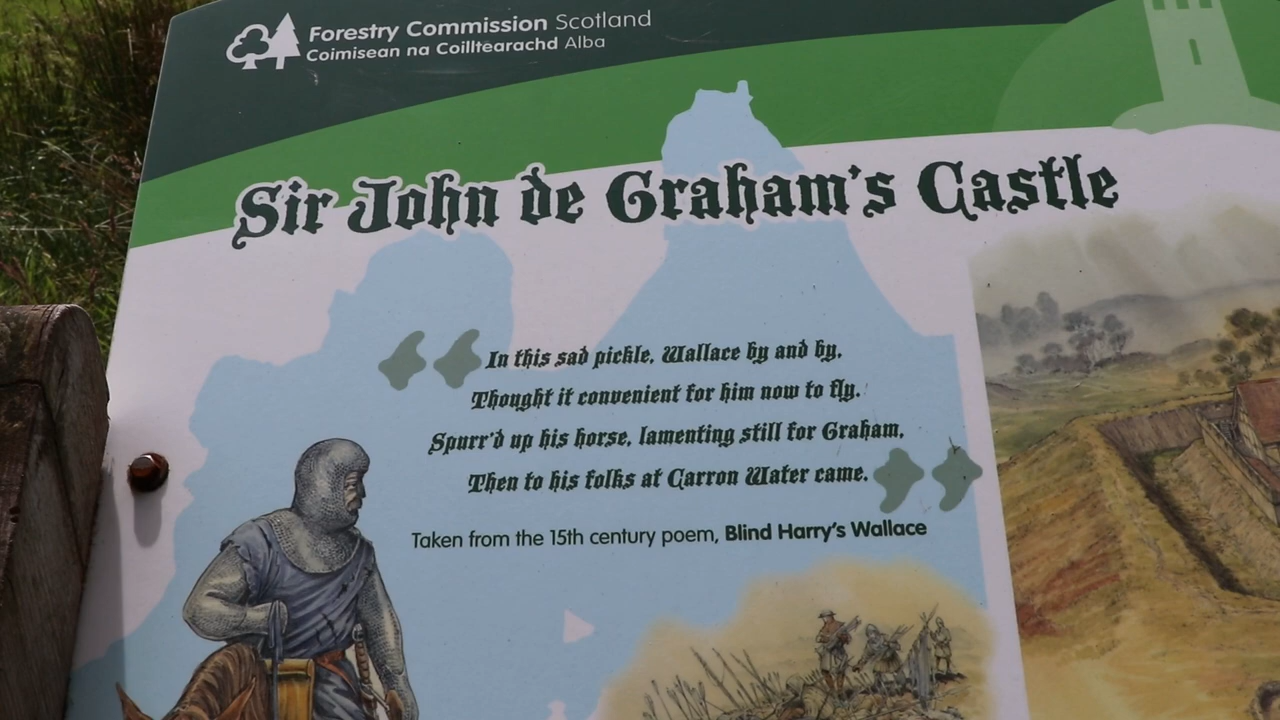 Forestry Commission Scotland
Coimisean na Coilltearachd Alba
Sir John de Graham's Castle
In this sad pickle, Wallace by and by,
Thought it convenient for him now to fly.
Spurr'd up his horse, lamenting still for Graham,
Then to his folks at Carron Water came.
Taken from the 15th century poem, Blind Harry's Wallace